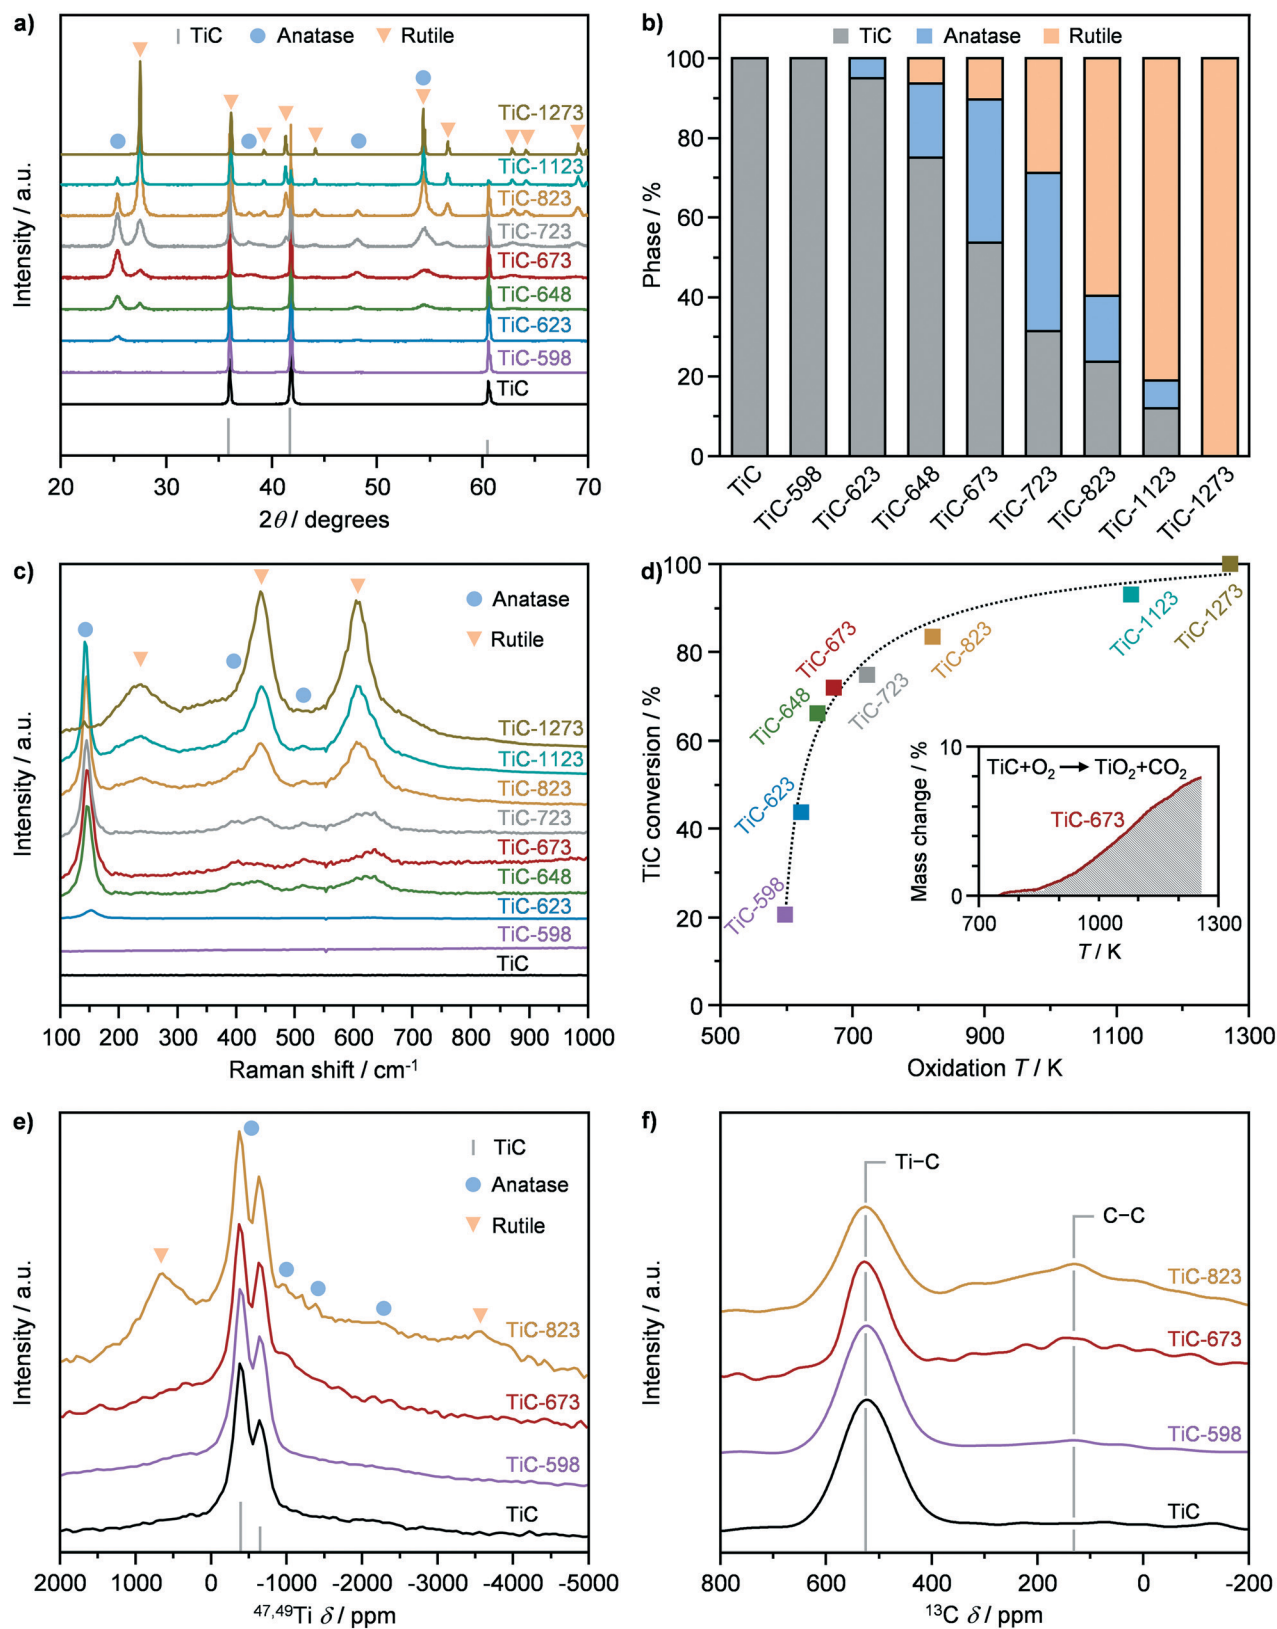 a)
TiC Anatase Rutile
TiC-1273
TiC-1123
TiC-823
TiC-723
TiC-673
TiC-648
TiC-623
TiC-598
TiC
Intensity / a.u.
20 30 40 50 60 70
2θ / degrees
b)
TiC Anatase Rutile
100
80
60
40
20
0
Phase / %
TiC TiC-598 TiC-623 TiC-648 TiC-673 TiC-723 TiC-823 TiC-1123 TiC-1273
c)
Anatase
Rutile
TiC-1273
TiC-1123
TiC-823
TiC-723
TiC-673
TiC-648
TiC-623
TiC-598
TiC
Intensity / a.u.
100 200 300 400 500 600 700 800 900 1000
Raman shift / cm⁻¹
d)
100
80
60
40
20
0
TiC conversion / %
TiC-598
TiC-623
TiC-648
TiC-673
TiC-723
TiC-823
TiC-1123
TiC-1273
10
0
Mass change / %
TiC+O₂ → TiO₂+CO₂
TiC-673
700 1000 1300
T / K
500 700 900 1100 1300
Oxidation T / K
e)
TiC
Anatase
Rutile
TiC-823
TiC-673
TiC-598
TiC
Intensity / a.u.
2000 1000 0 -1000 -2000 -3000 -4000 -5000
⁴⁷,⁴⁹Ti δ / ppm
f)
Ti–C
C–C
TiC-823
TiC-673
TiC-598
TiC
Intensity / a.u.
800 600 400 200 0 -200
¹³C δ / ppm